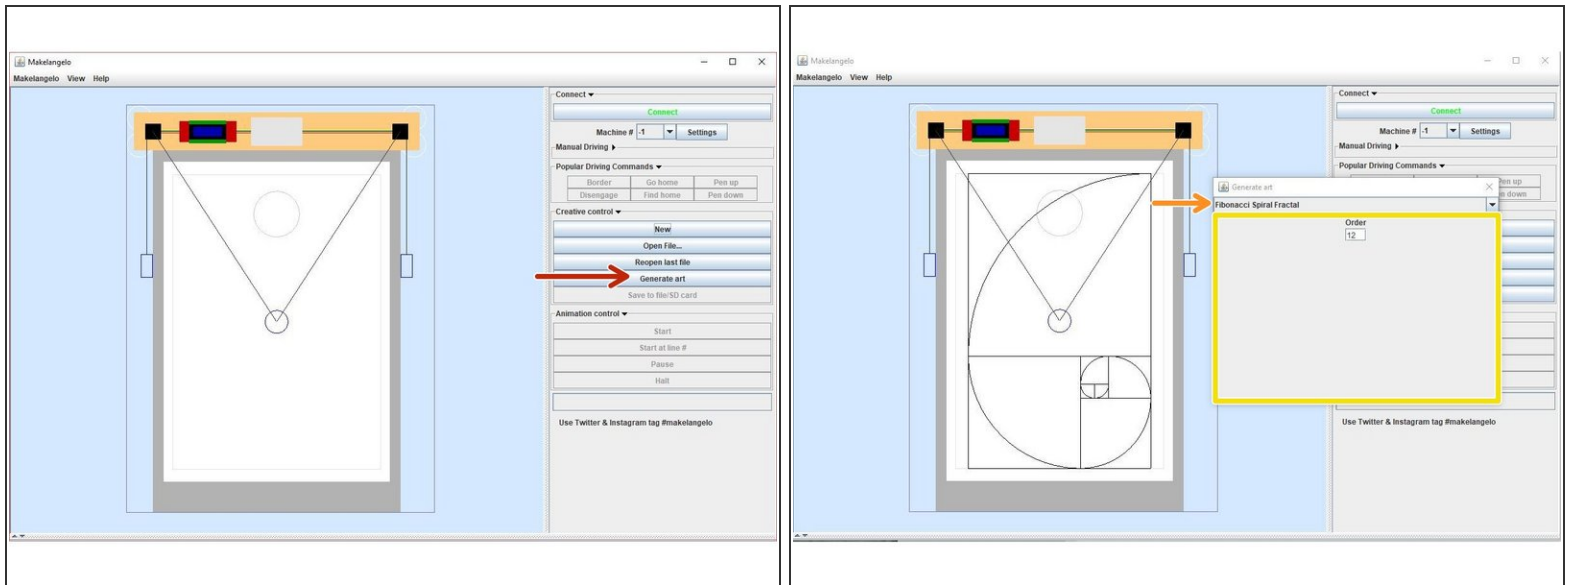 Makelangelo
Makelangelo View Help
Connect
Connect
Machine # -1 Settings
Manual Driving
Popular Driving Commands
Border Go home Pen up
Disengage Find home Pen down
Creative control
New
Open File...
Reopen last file
Generate art
Save to file/SD card
Animation control
Start
Start at line #
Pause
Halt
Use Twitter & Instagram tag #makelangelo
Makelangelo
Makelangelo View Help
Connect
Connect
Machine # -1 Settings
Manual Driving
Popular Driving Commands
Pen up
n down
Generate art
Fibonacci Spiral Fractal
Order
12
Use Twitter & Instagram tag #makelangelo